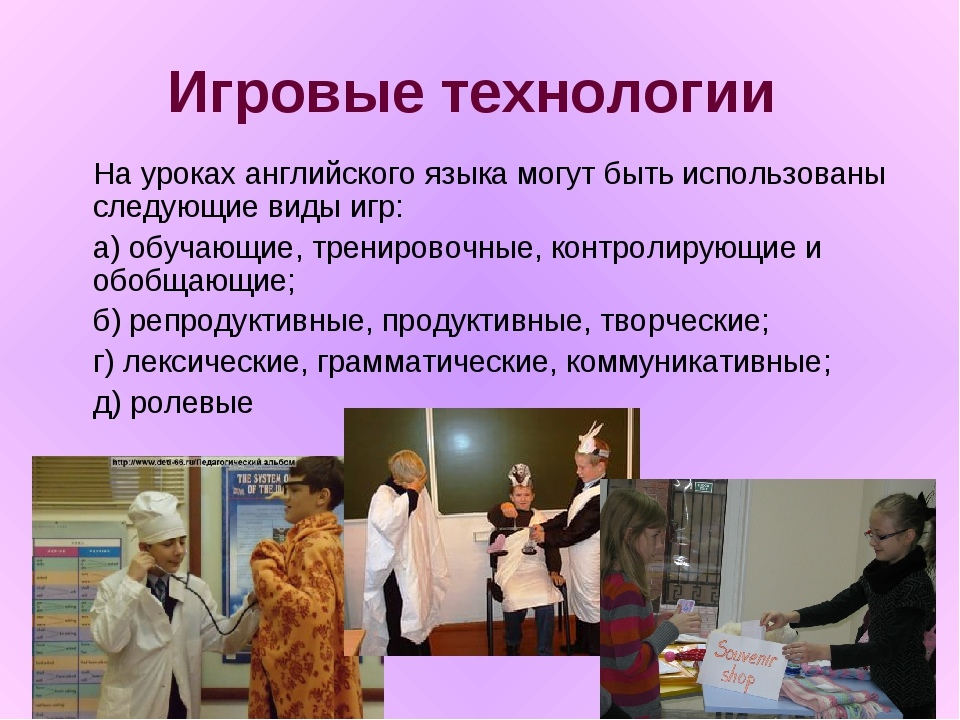 Игровые технологии
На уроках английского языка могут быть использованы
следующие виды игр:
а) обучающие, тренировочные, контролирующие и
обобщающие;
б) репродуктивные, продуктивные, творческие;
г) лексические, грамматические, коммуникативные;
д) ролевые
http://www.deti-66.ru/Педагогический альбом
THE SYSTEM O
OF THE
Souvenir
shop